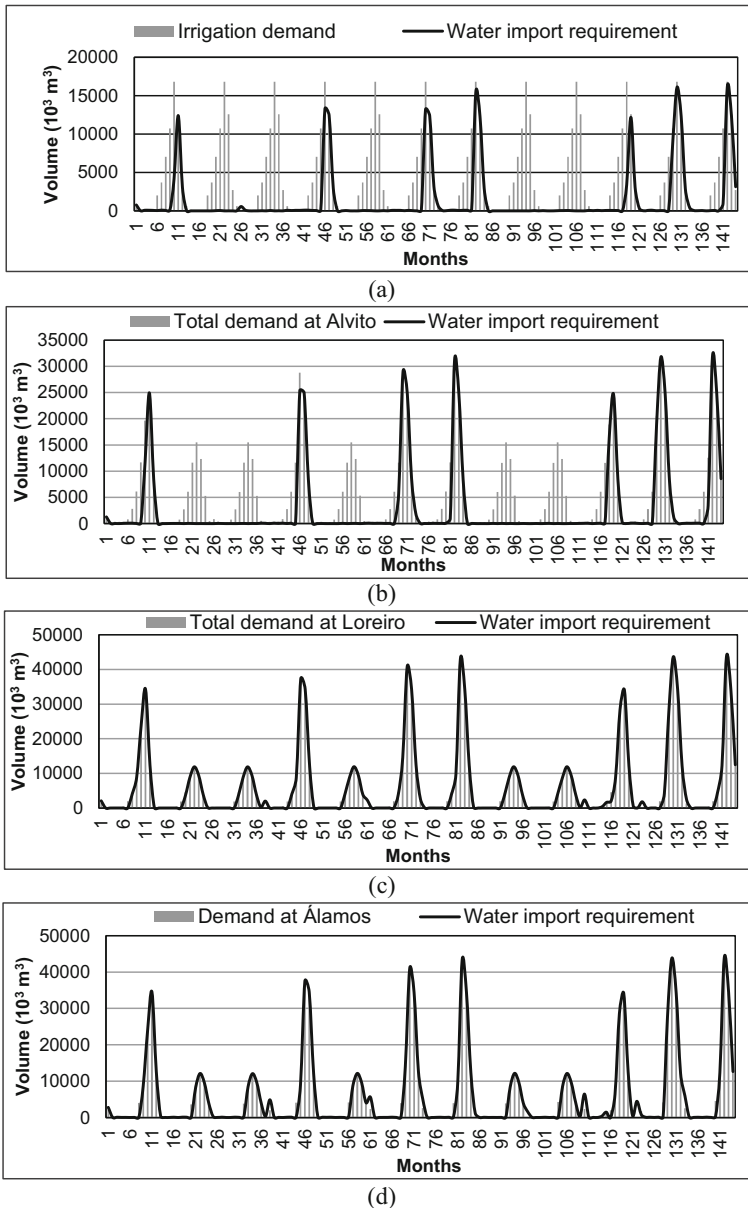 Irrigation demand Water import requirement
Volume (10³ m³)
20000
15000
10000
5000
0
1 6 11 16 21 26 31 36 41 46 51 56 61 66 71 76 81 86 91 96 101 106 111 116 121 126 131 136 141
Months
(a)
Total demand at Alvito Water import requirement
Volume (10³ m³)
35000
30000
25000
20000
15000
10000
5000
0
1 6 11 16 21 26 31 36 41 46 51 56 61 66 71 76 81 86 91 96 101 106 111 116 121 126 131 136 141
Months
(b)
Total demand at Loreiro Water import requirement
Volume (10³ m³)
50000
40000
30000
20000
10000
0
1 6 11 16 21 26 31 36 41 46 51 56 61 66 71 76 81 86 91 96 101 106 111 116 121 126 131 136 141
Months
(c)
Demand at Álamos Water import requirement
Volume (10³ m³)
50000
40000
30000
20000
10000
0
1 6 11 16 21 26 31 36 41 46 51 56 61 66 71 76 81 86 91 96 101 106 111 116 121 126 131 136 141
Months
(d)